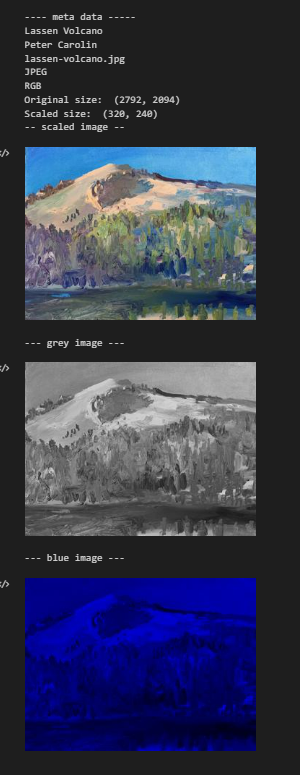 ---- meta data -----
Lassen Volcano
Peter Carolin
lassen-volcano.jpg
JPEG
RGB
Original size:  (2792, 2094)
Scaled size:  (320, 240)
-- scaled image --
</>
--- grey image ---
</>
--- blue image ---
</>